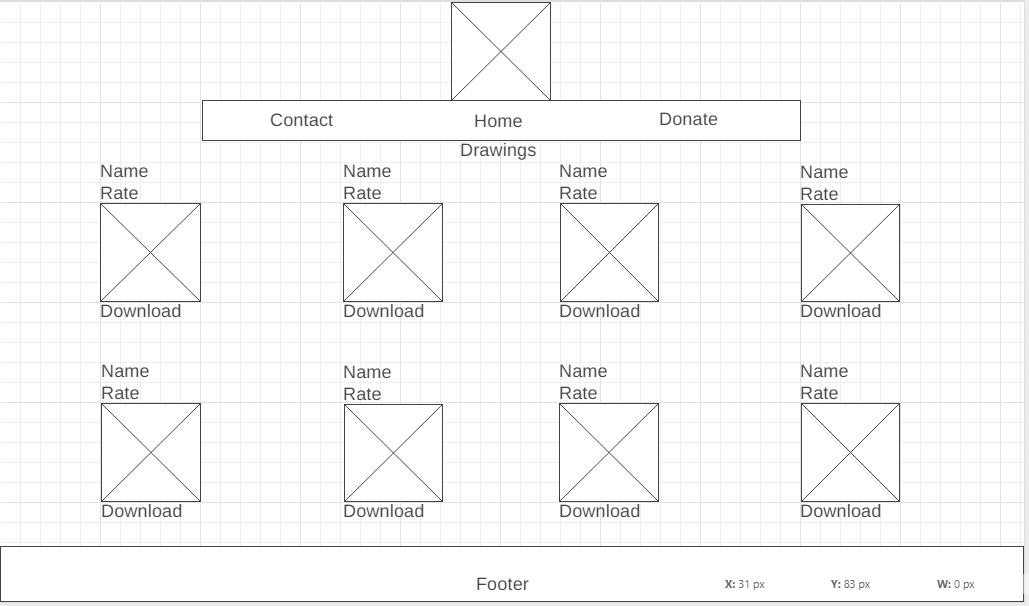 Contact Home Donate
Drawings
Name Name Name Name
Rate Rate Rate Rate
Download Download Download Download
Name Name Name Name
Rate Rate Rate Rate
Download Download Download Download
Footer
X: 31 px Y: 83 px W: 0 px